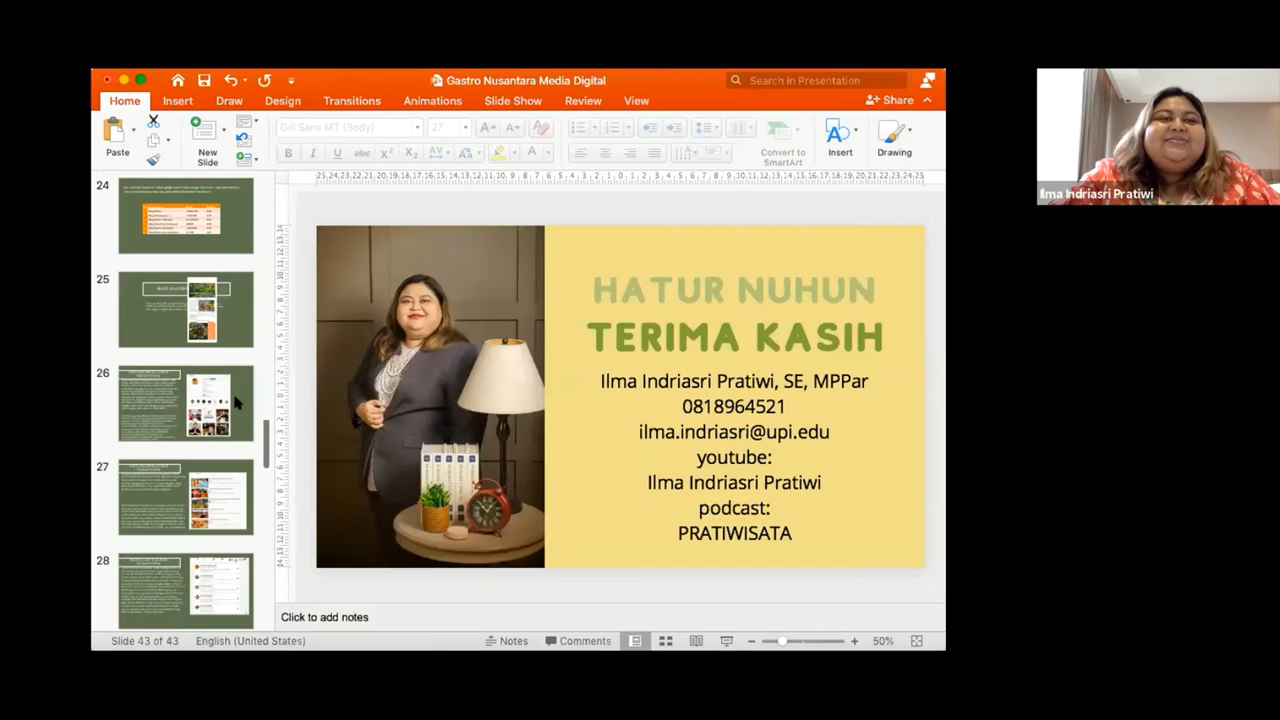 Gastro Nusantara Media Digital
Search in Presentation
Home Insert Draw Design Transitions Animations Slide Show Review View
Share
Paste
New
Slide
Gill Sans MT (Body)
27
Convert to
SmartArt
Insert
Drawing
24
25
26
27
28
HATUR NUHUN
TERIMA KASIH
Ilma Indriasri Pratiwi, SE, MPPar
0818964521
ilma.indriasri@upi.edu
youtube:
Ilma Indriasri Pratiwi
podcast:
PRATIWISATA
Click to add notes
Slide 43 of 43
English (United States)
Notes
Comments
50%
Ilma Indriasri Pratiwi